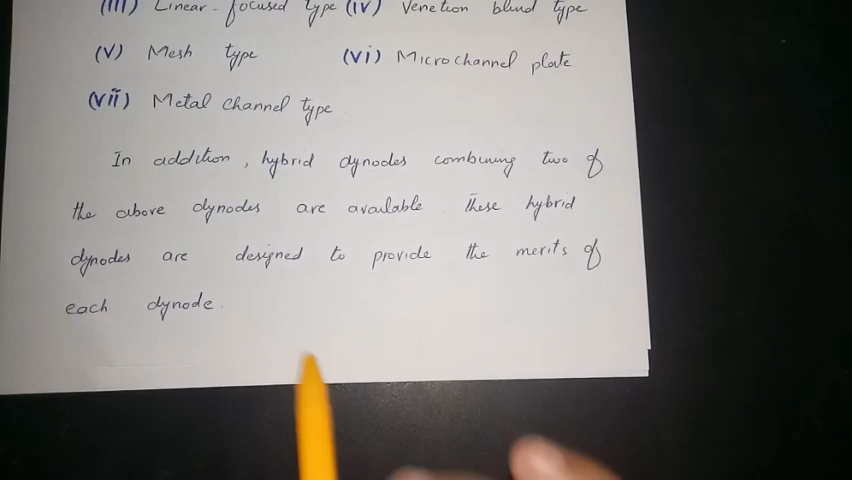 (iii) Linear-focused type (iv) Venetion blind type
(v) Mesh type (vi) Microchannel plate
(vii) Metal channel type
In addition, hybrid dynodes combining two of
the above dynodes are available. These hybrid
dynodes are designed to provide the merits of
each dynode.